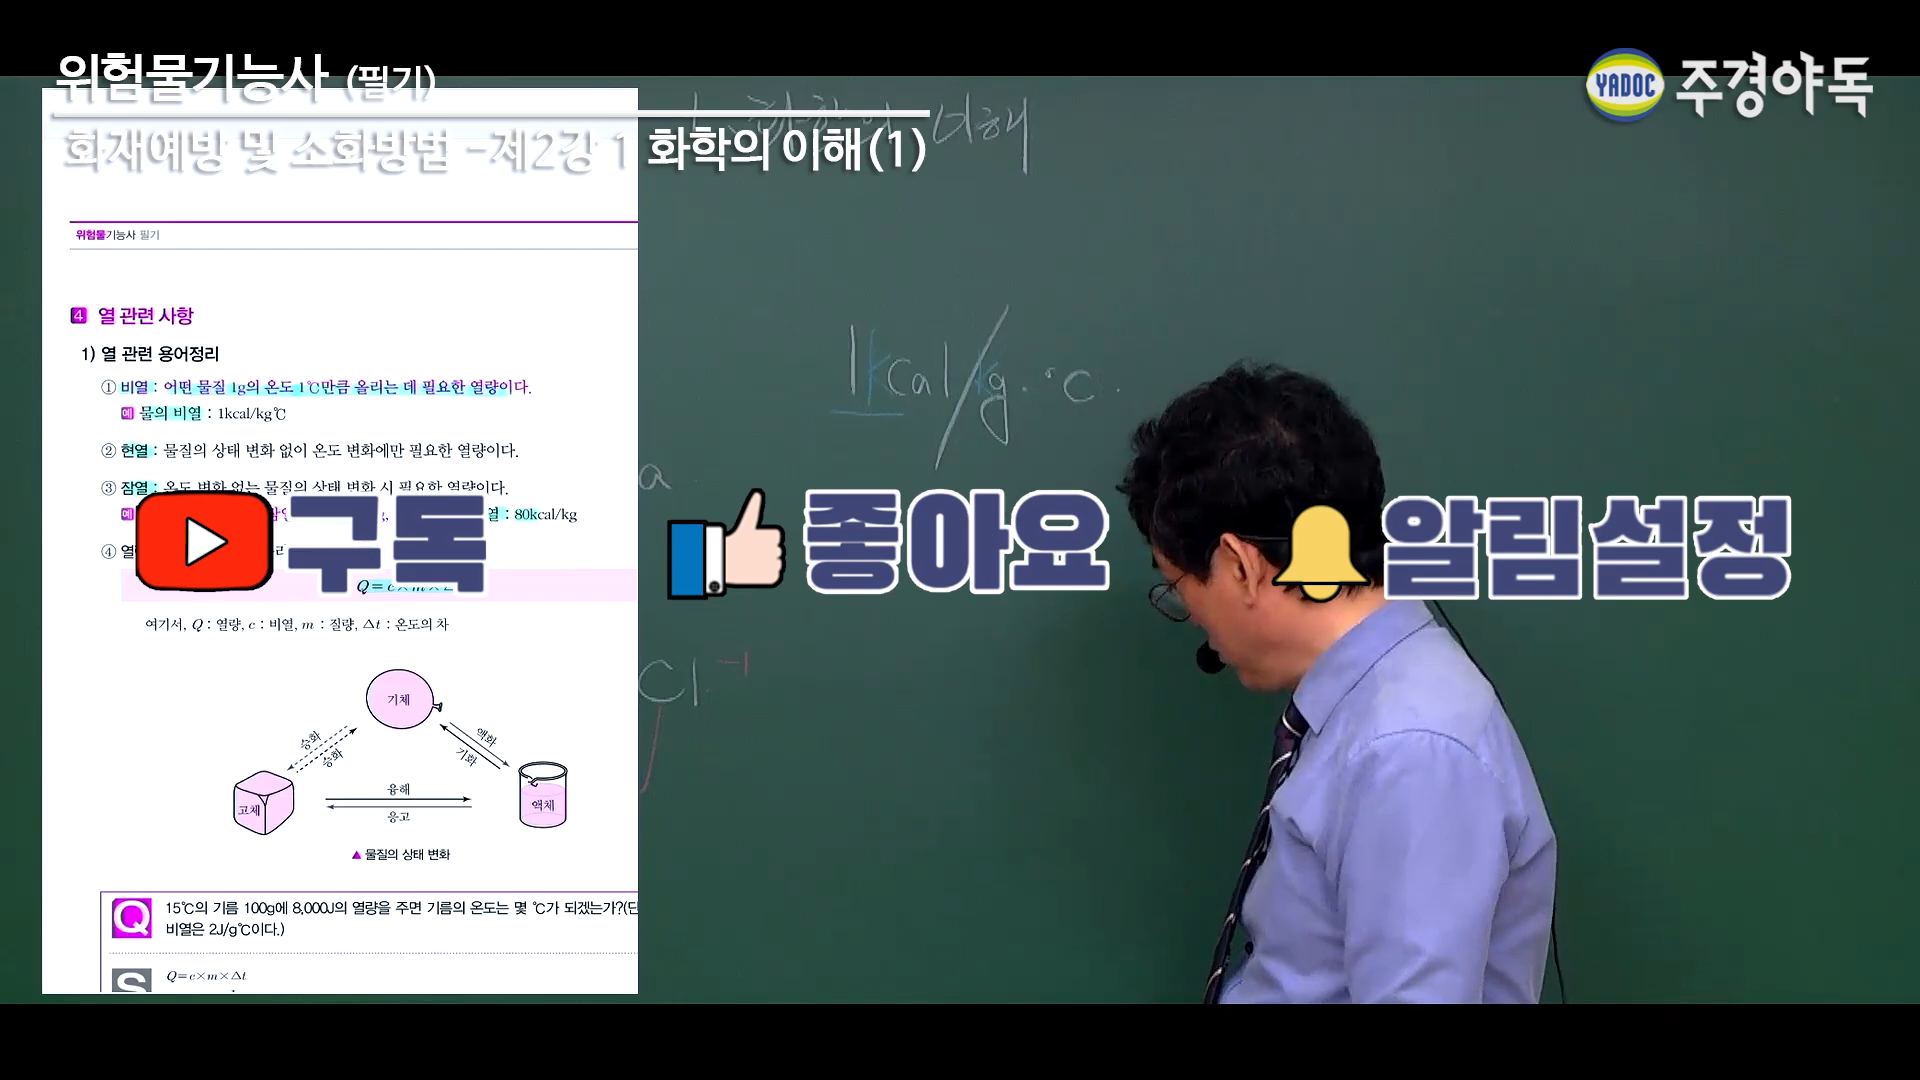 위험물기능사 (필기)
YADOC 주경야독
화재예방 및 소화방법 -제2강 1 화학의 이해(1)
화학의 이해
위험물기능사 필기
4 열 관련 사항
1) 열 관련 용어정리
① 비열 : 어떤 물질 1g의 온도 1℃만큼 올리는 데 필요한 열량이다.
예 물의 비열 : 1kcal/kg℃
② 현열 : 물질의 상태 변화 없이 온도 변화에만 필요한 열량이다.
③ 잠열 : 온도 변화 없는 물질의 상태 변화 시 필요한 열량이다.
예 열 : 80kcal/kg
④
Q=c×m×
여기서, Q : 열량, c : 비열, m : 질량, Δt : 온도의 차
1kcal/kg·℃
a
Cl -1
구독
좋아요
알림설정
기체
승화
승화
액화
기화
고체
융해
응고
액체
▲ 물질의 상태 변화
Q 15℃의 기름 100g에 8,000J의 열량을 주면 기름의 온도는 몇 ℃가 되겠는가?(단
비열은 2J/g℃이다.)
S Q=c×m×Δt